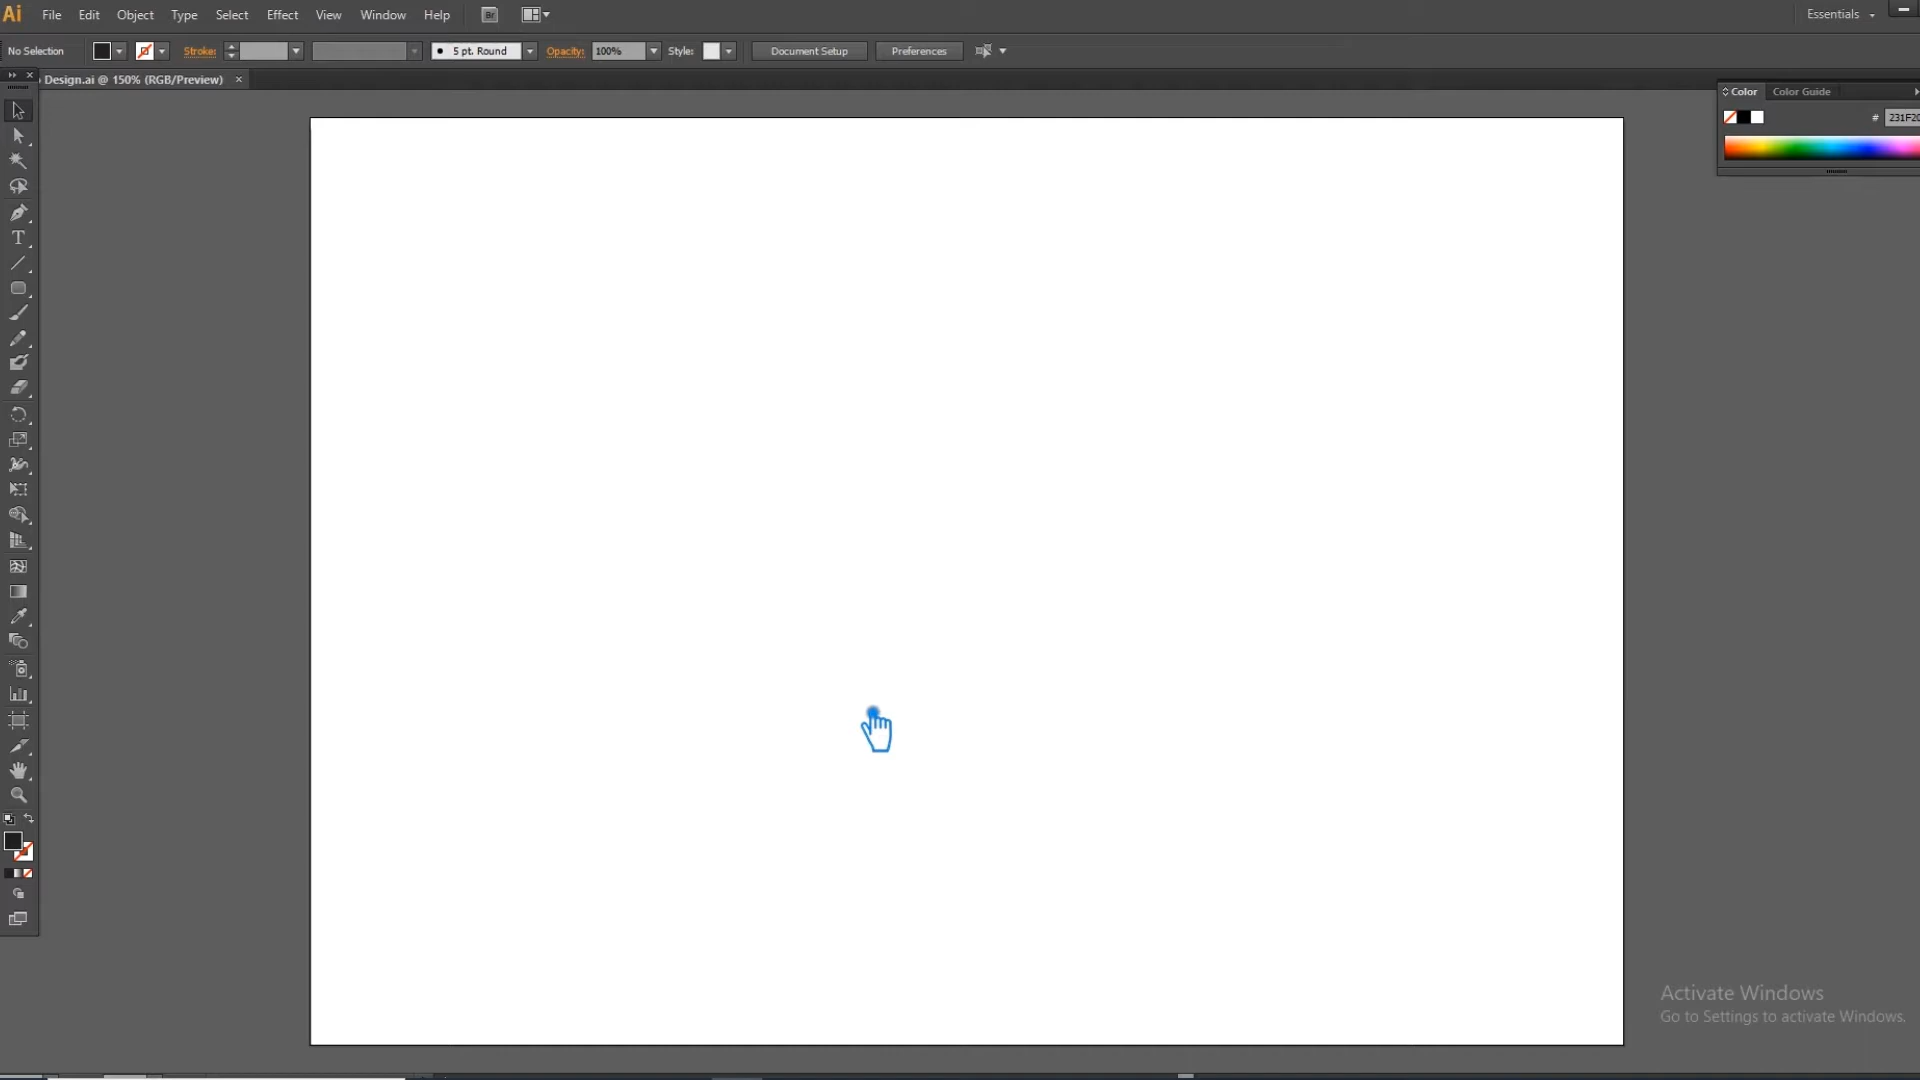 Ai File Edit Object Type Select Effect View Window Help Br Essentials
No Selection Stroke: 5 pt. Round Opacity: 100% Style: Document Setup Preferences
Design.ai @ 150% (RGB/Preview) ×
Color Color Guide
# 231F20
T
Activate Windows
Go to Settings to activate Windows.